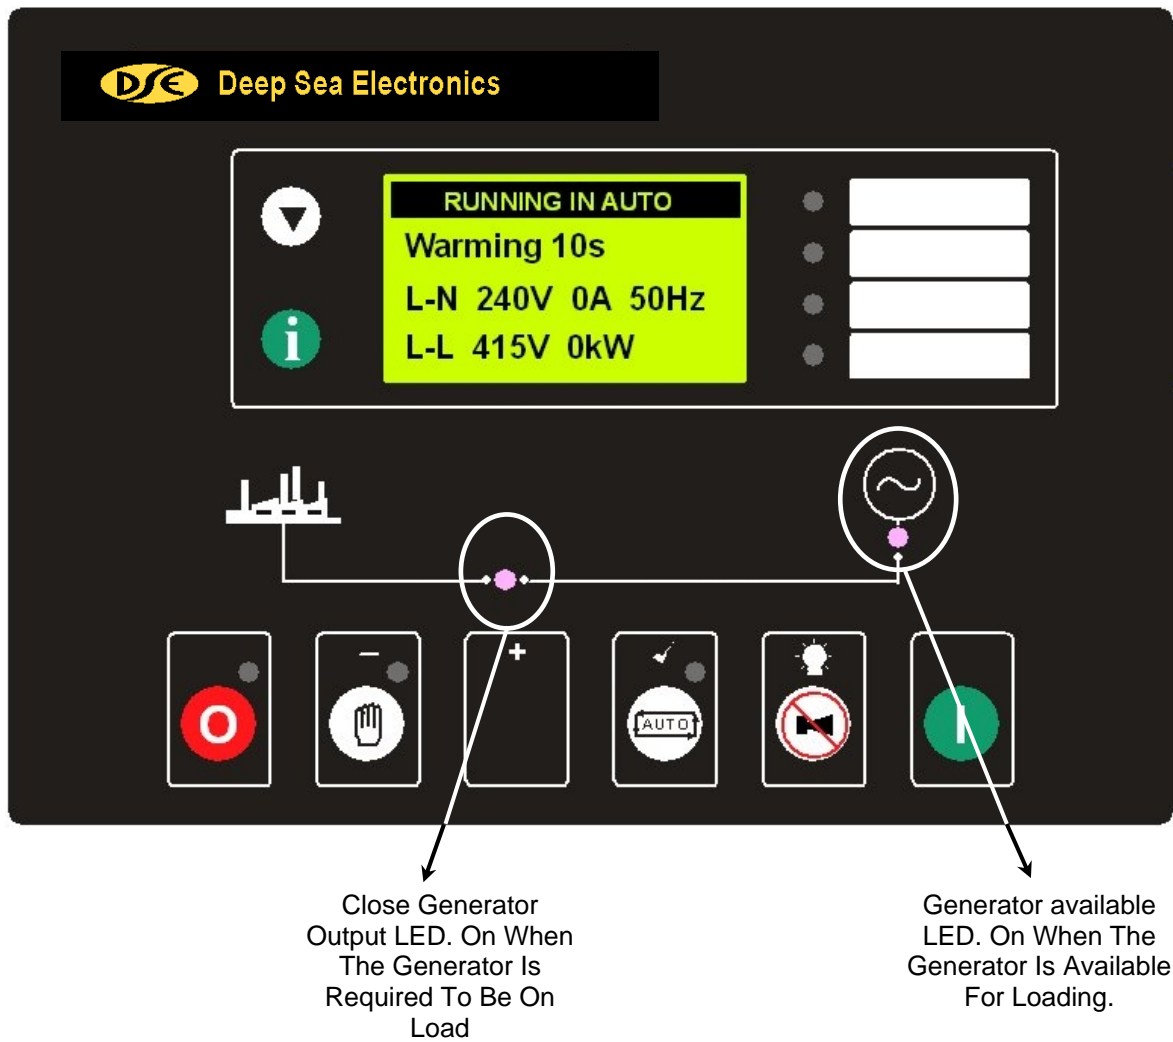 DSE Deep Sea Electronics
RUNNING IN AUTO
Warming 10s
L-N 240V 0A 50Hz
L-L 415V 0kW
i
– +
O AUTO I
Close Generator
Output LED. On When
The Generator Is
Required To Be On
Load
Generator available
LED. On When The
Generator Is Available
For Loading.